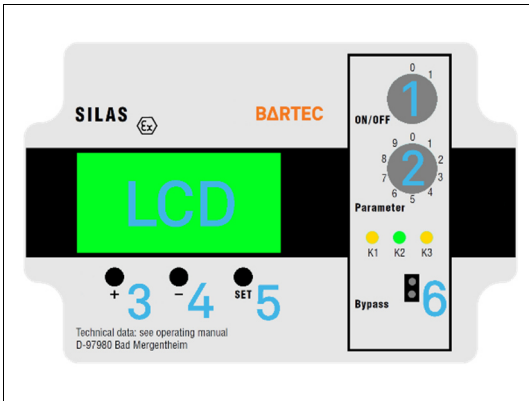 SILAS
Ex
BARTEC
LCD
+ 3
- 4
SET 5
Technical data: see operating manual
D-97980 Bad Mergentheim
0 1
1
ON/OFF
0 1 2 3 4 5 6 7 8 9
2
Parameter
K1 K2 K3
Bypass 6